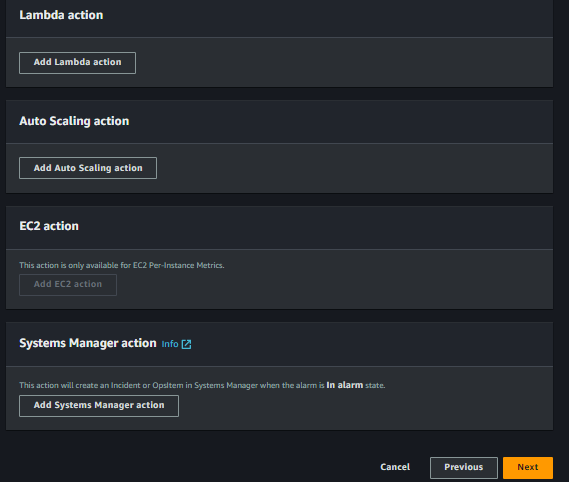 Lambda action
Add Lambda action
Auto Scaling action
Add Auto Scaling action
EC2 action
This action is only available for EC2 Per-Instance Metrics.
Add EC2 action
Systems Manager action Info
This action will create an Incident or OpsItem in Systems Manager when the alarm is In alarm state.
Add Systems Manager action
Cancel Previous Next